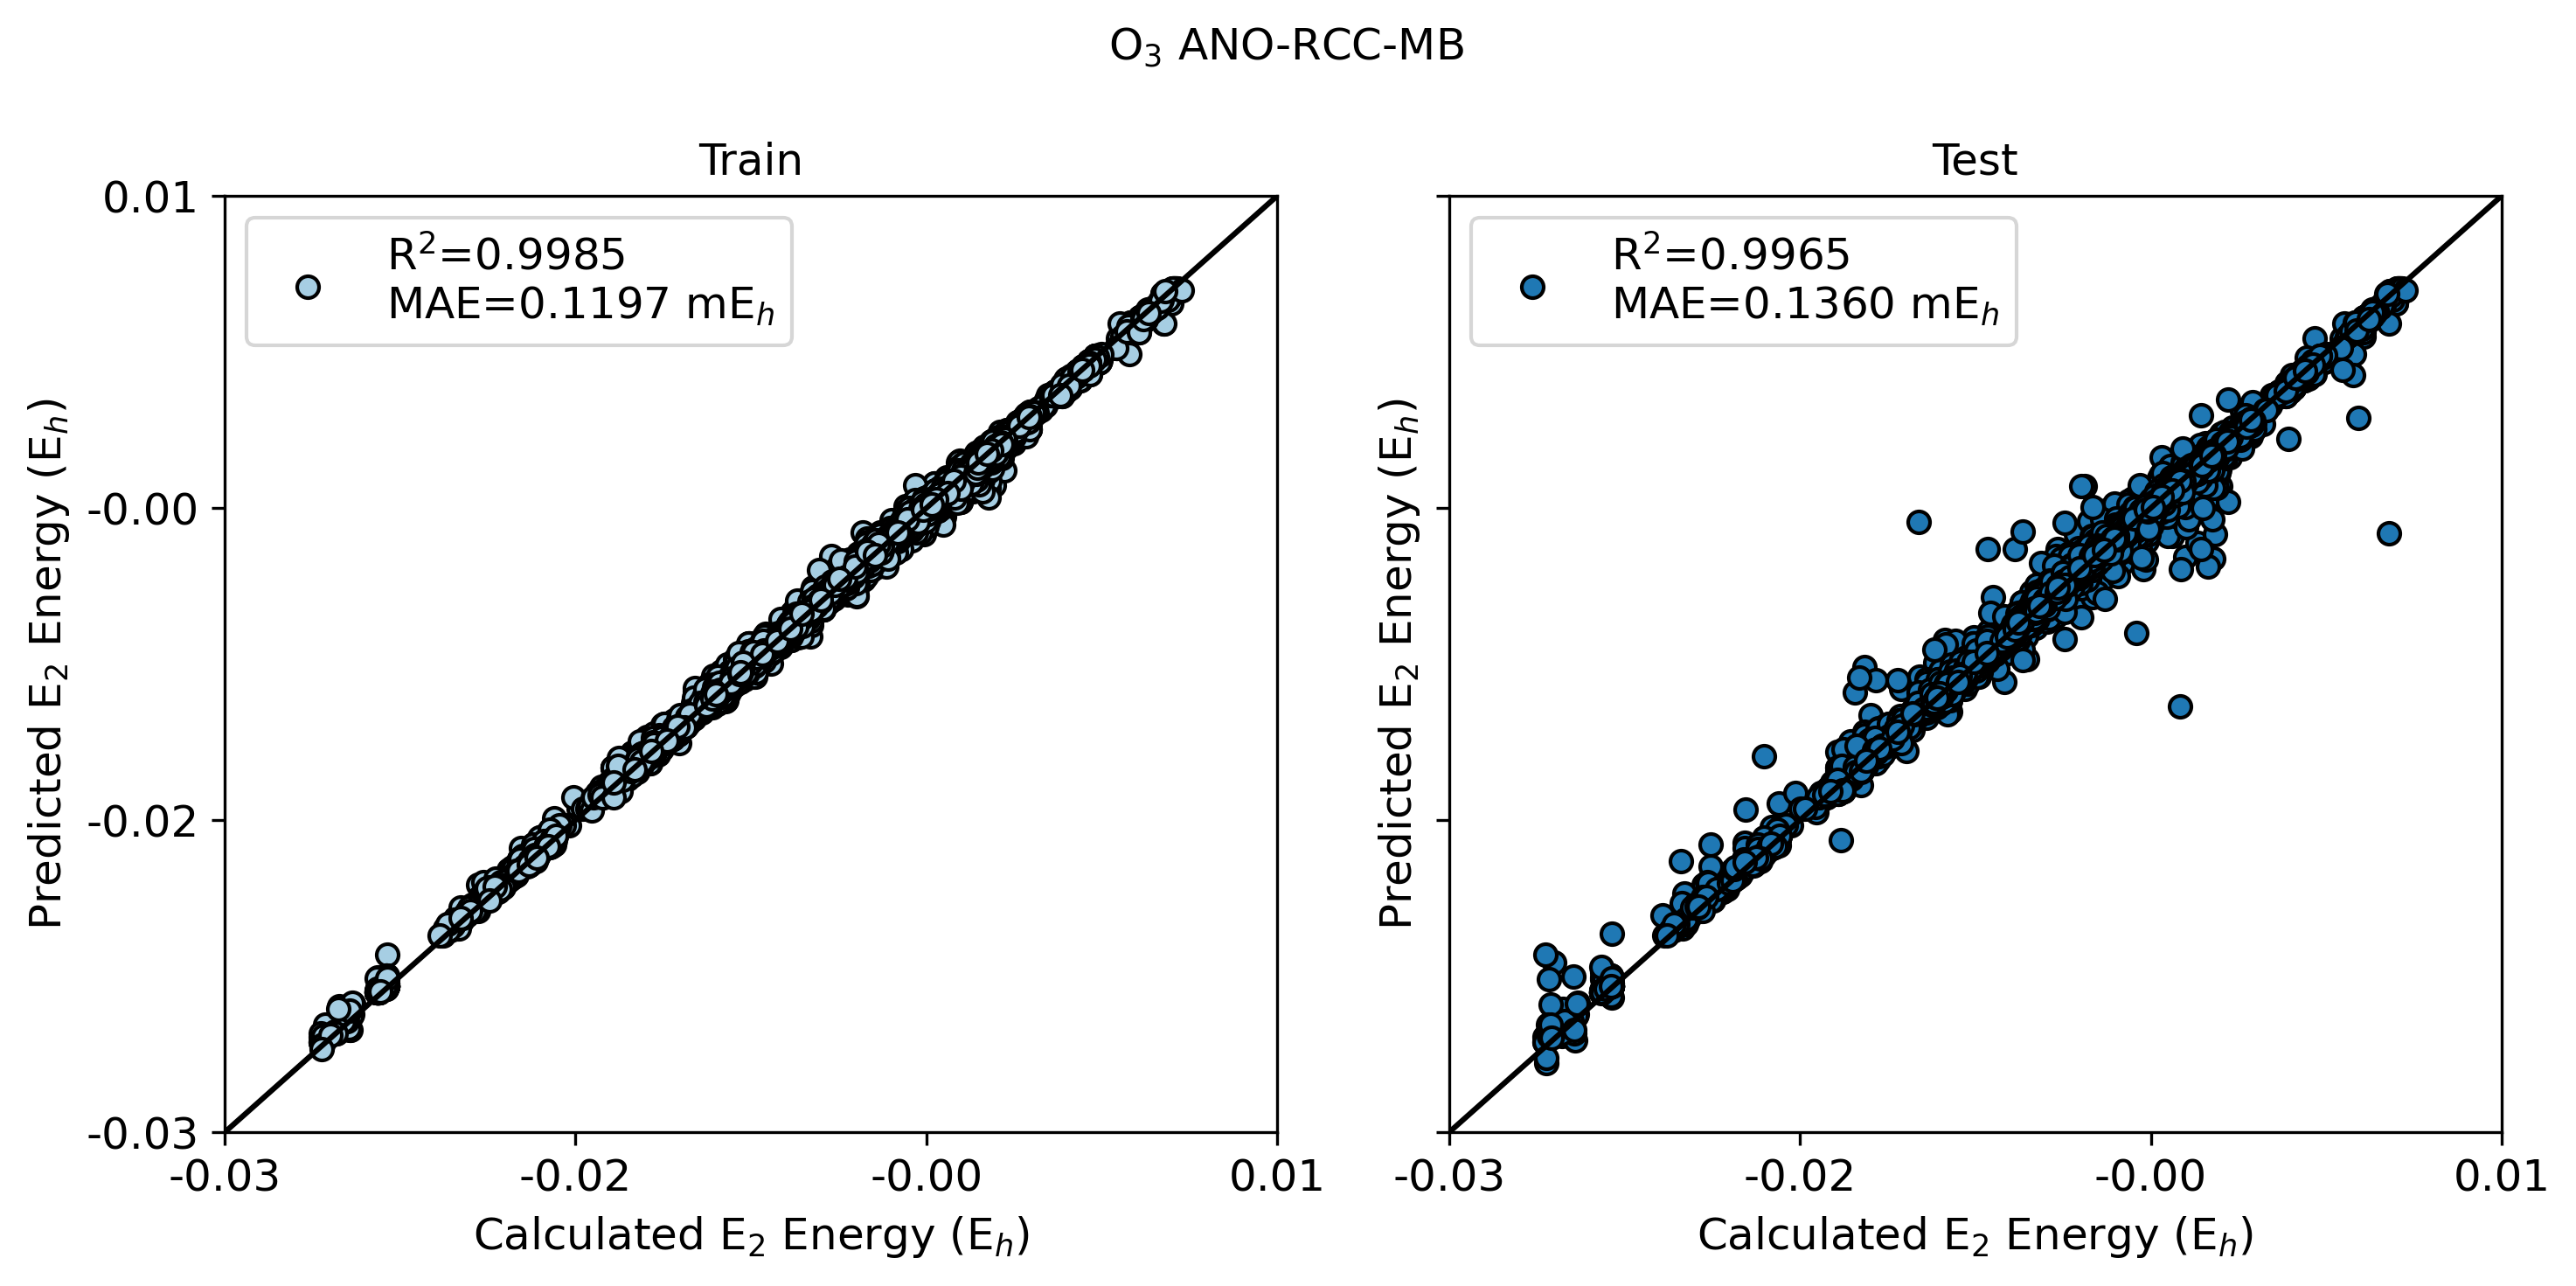 O₃ ANO-RCC-MB
Train
R²=0.9985
MAE=0.1197 mEₕ
0.01
-0.00
-0.02
-0.03
Predicted E₂ Energy (Eₕ)
-0.03 -0.02 -0.00 0.01
Calculated E₂ Energy (Eₕ)
Test
R²=0.9965
MAE=0.1360 mEₕ
Predicted E₂ Energy (Eₕ)
-0.03 -0.02 -0.00 0.01
Calculated E₂ Energy (Eₕ)